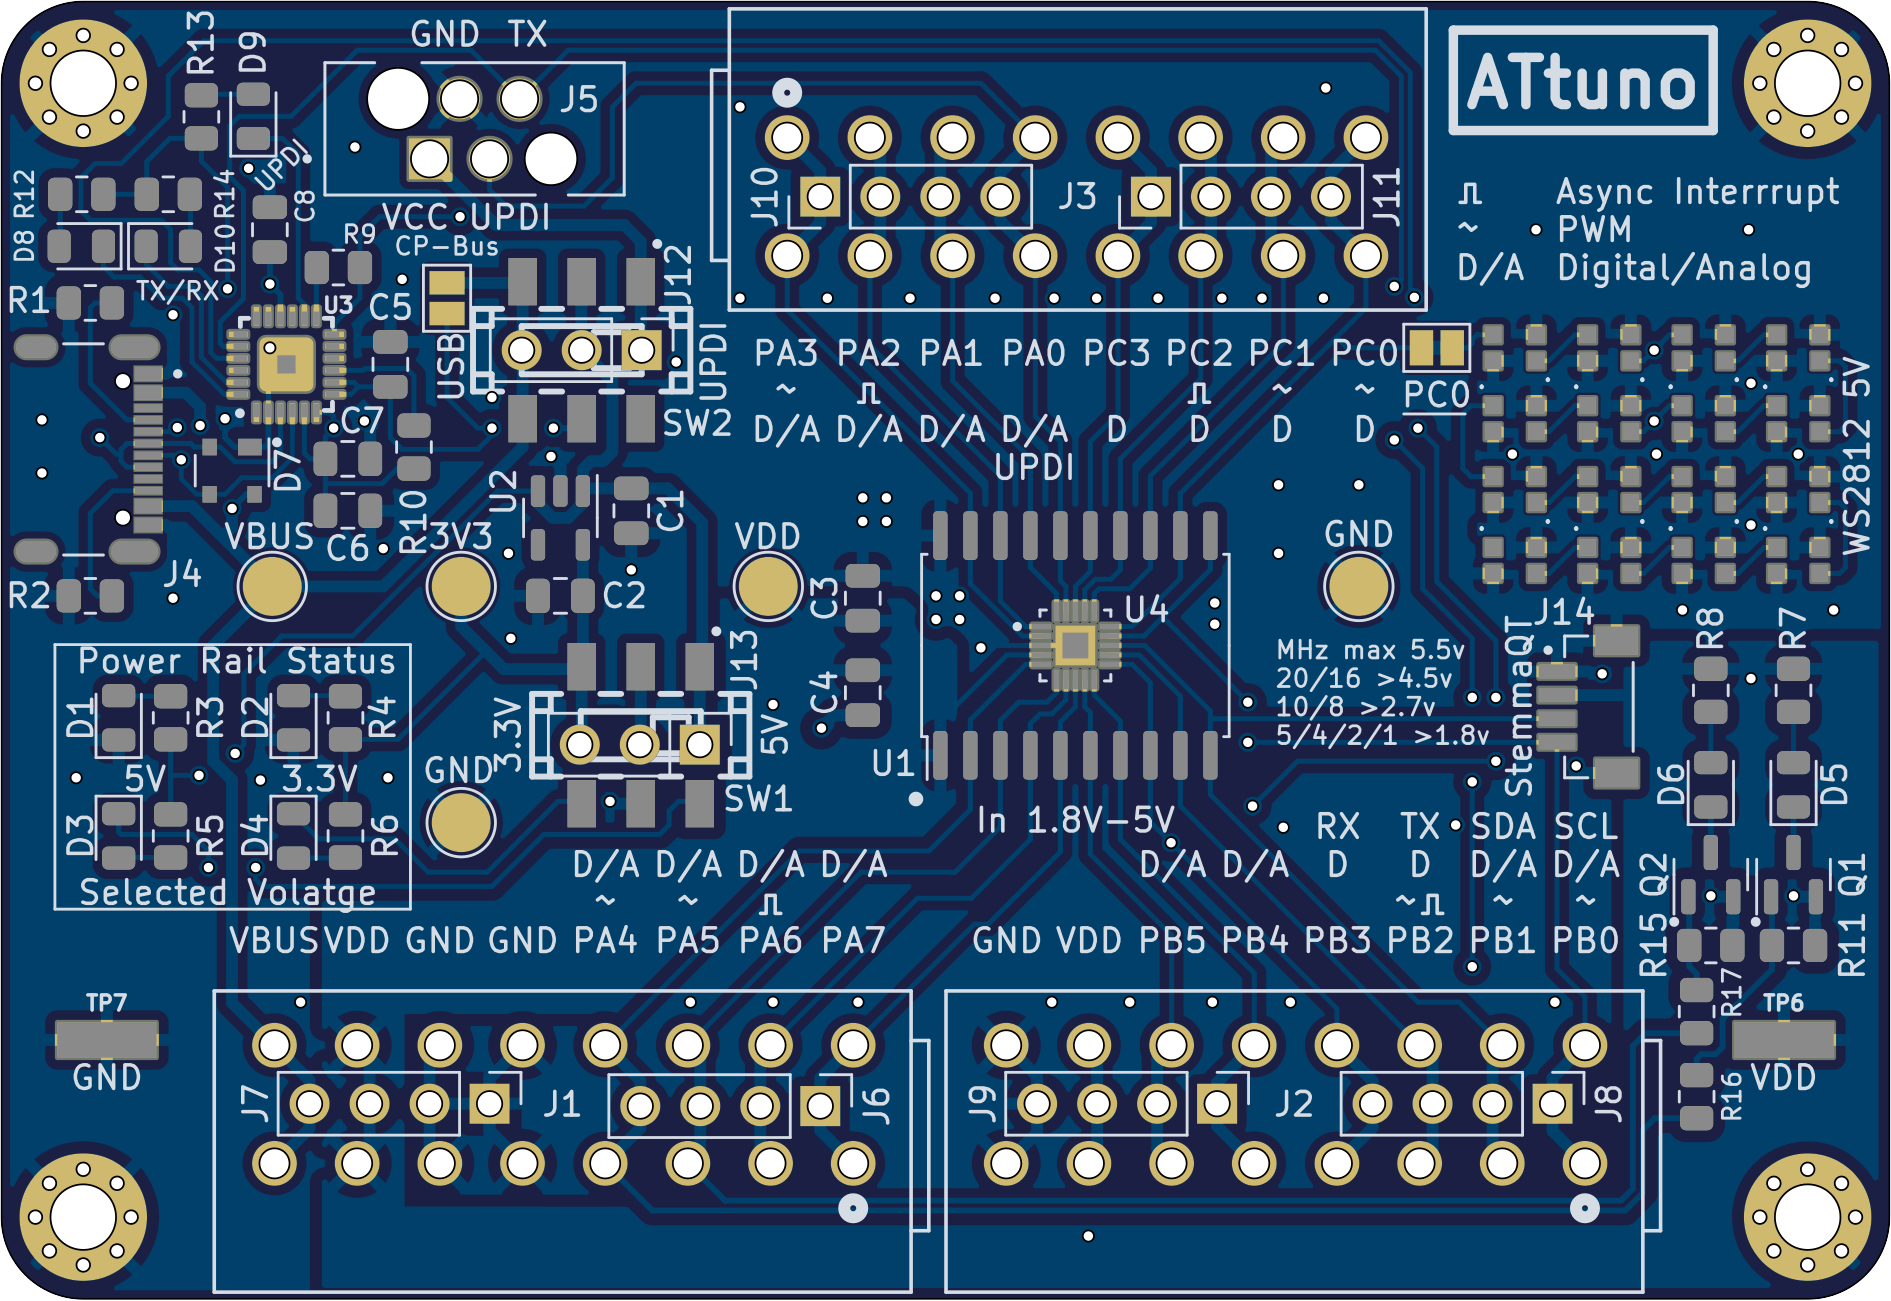 GND TX
R13
D9
J5
ATtuno
UPDI
R12
R14
C8
J10
J3
J11
Async Interrrupt
~ PWM
D/A Digital/Analog
D8
D10
VCC UPDI
R9
CP-Bus
TX/RX
J12
R1
U3
C5
USB
UPDI
PA3 PA2 PA1 PA0 PC3 PC2 PC1 PC0
~ ~ ~
D/A D/A D/A D/A D D D D
UPDI
PC0
WS2812 5V
SW2
C7
D7
R10
U2
C1
C6
VBUS
3V3
VDD
GND
J4
R2
C2
C3
U4
J14
R8
R7
StemmaQT
MHz max 5.5v
20/16 >4.5v
10/8 >2.7v
5/4/2/1 >1.8v
Power Rail Status
D1
R3
D2
R4
5V
3.3V
D3
R5
D4
R6
Selected Volatge
J13
3.3V
5V
GND
SW1
C4
U1
In 1.8V-5V
D6
D5
RX TX SDA SCL
D/A D/A D/A D/A
D/A D/A D D D/A D/A
~ ~
~ ~ ~
VBUS VDD GND GND PA4 PA5 PA6 PA7
GND VDD PB5 PB4 PB3 PB2 PB1 PB0
Q2
Q1
R15
R11
R17
TP7
GND
TP6
VDD
R16
J7
J1
J6
J9
J2
J8